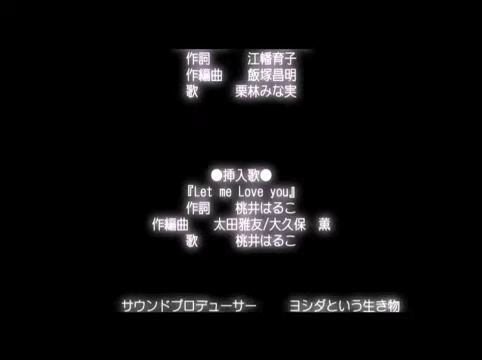 作詞　江幡育子
作編曲　飯塚昌明
歌　栗林みな実
●挿入歌●
『Let me Love you』
作詞　桃井はるこ
作編曲　太田雅友/大久保　薫
歌　桃井はるこ
サウンドプロデューサー　ヨシダという生き物